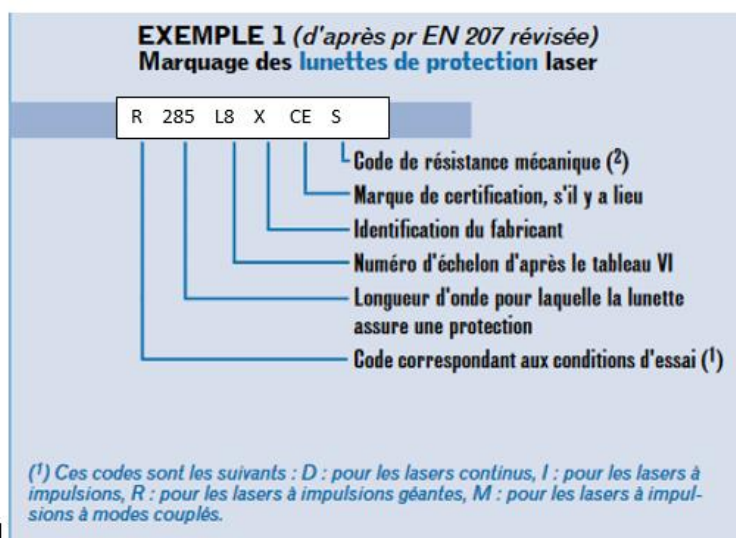 EXEMPLE 1 (d'après pr EN 207 révisée)
Marquage des lunettes de protection laser
R 285 L8 X CE S
Code de résistance mécanique (2)
Marque de certification, s'il y a lieu
Identification du fabricant
Numéro d'échelon d'après le tableau VI
Longueur d'onde pour laquelle la lunette
assure une protection
Code correspondant aux conditions d'essai (1)
(1) Ces codes sont les suivants : D : pour les lasers continus, I : pour les lasers à
impulsions, R : pour les lasers à impulsions géantes, M : pour les lasers à impul-
sions à modes couplés.